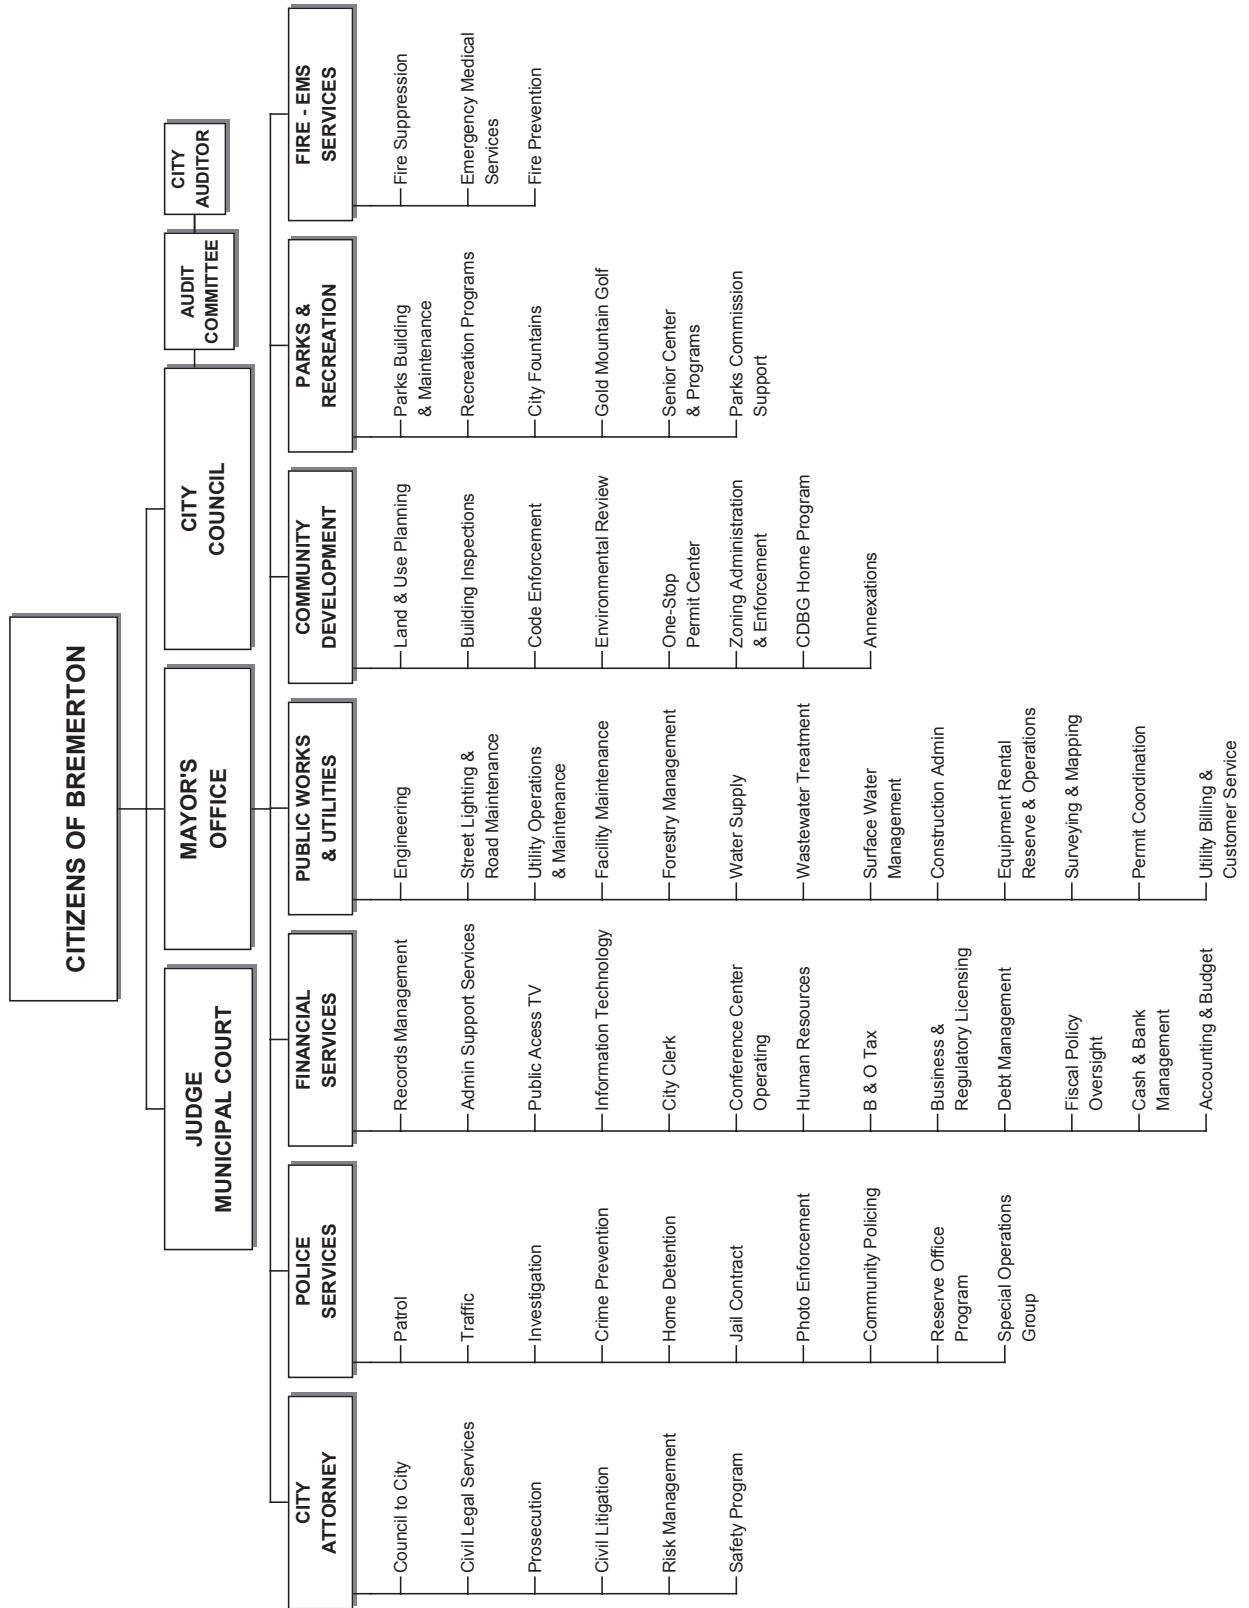 CITIZENS OF BREMERTON
JUDGE
MUNICIPAL COURT
MAYOR'S
OFFICE
CITY
COUNCIL
AUDIT
COMMITTEE
CITY
AUDITOR
CITY
ATTORNEY
Council to City
Civil Legal Services
Prosecution
Civil Litigation
Risk Management
Safety Program
POLICE
SERVICES
Patrol
Traffic
Investigation
Crime Prevention
Home Detention
Jail Contract
Photo Enforcement
Community Policing
Reserve Office
Program
Special Operations
Group
FINANCIAL
SERVICES
Records Management
Admin Support Services
Public Acess TV
Information Technology
City Clerk
Conference Center
Operating
Human Resources
B & O Tax
Business &
Regulatory Licensing
Debt Management
Fiscal Policy
Oversight
Cash & Bank
Management
Accounting & Budget
PUBLIC WORKS
& UTILITIES
Engineering
Street Lighting &
Road Maintenance
Utility Operations
& Maintenance
Facility Maintenance
Forestry Management
Water Supply
Wastewater Treatment
Surface Water
Management
Construction Admin
Equipment Rental
Reserve & Operations
Surveying & Mapping
Permit Coordination
Utility Billing &
Customer Service
COMMUNITY
DEVELOPMENT
Land & Use Planning
Building Inspections
Code Enforcement
Environmental Review
One-Stop
Permit Center
Zoning Administration
& Enforcement
CDBG Home Program
Annexations
PARKS &
RECREATION
Parks Building
& Maintenance
Recreation Programs
City Fountains
Gold Mountain Golf
Senior Center
& Programs
Parks Commission
Support
FIRE - EMS
SERVICES
Fire Suppression
Emergency Medical
Services
Fire Prevention